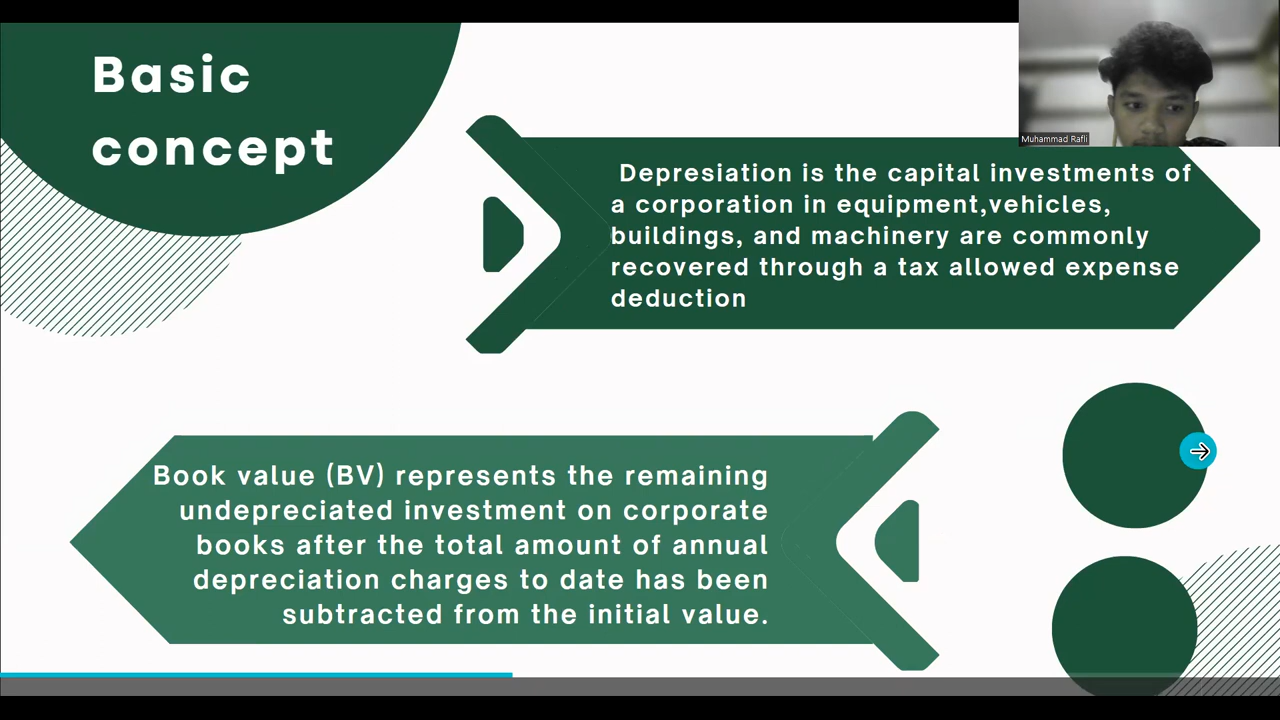 Basic
concept
Muhammad Rafli
Depresiation is the capital investments of
a corporation in equipment,vehicles,
buildings, and machinery are commonly
recovered through a tax allowed expense
deduction
Book value (BV) represents the remaining
undepreciated investment on corporate
books after the total amount of annual
depreciation charges to date has been
subtracted from the initial value.